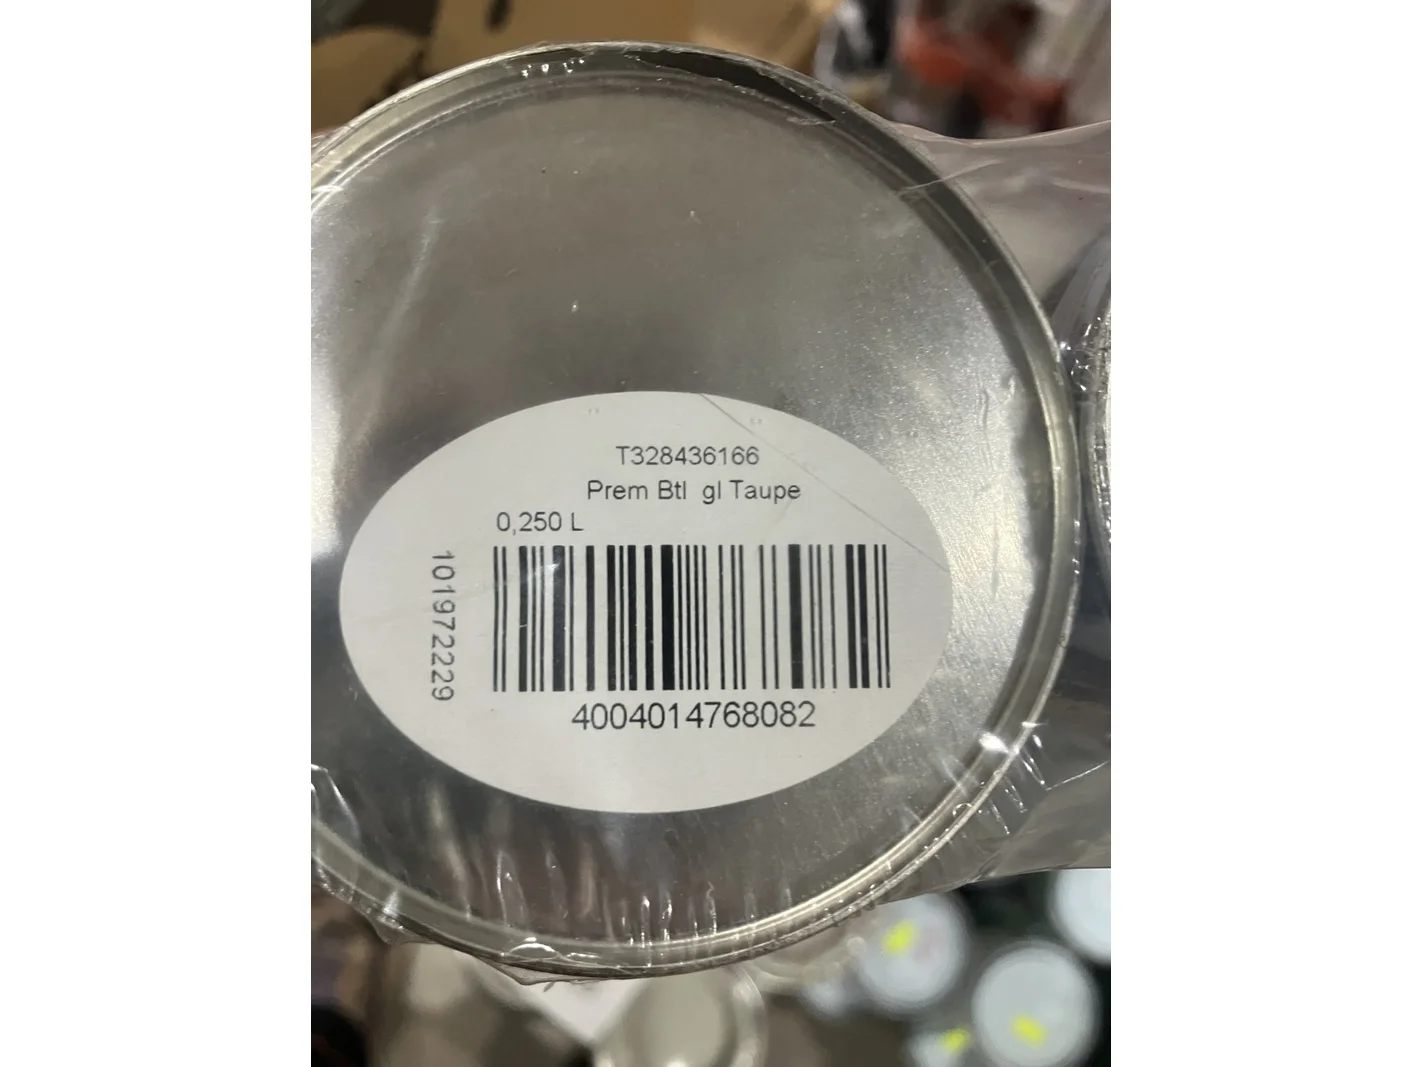 T328436166
Prem Btl  gl Taupe
0,250 L
101972229
4004014768082